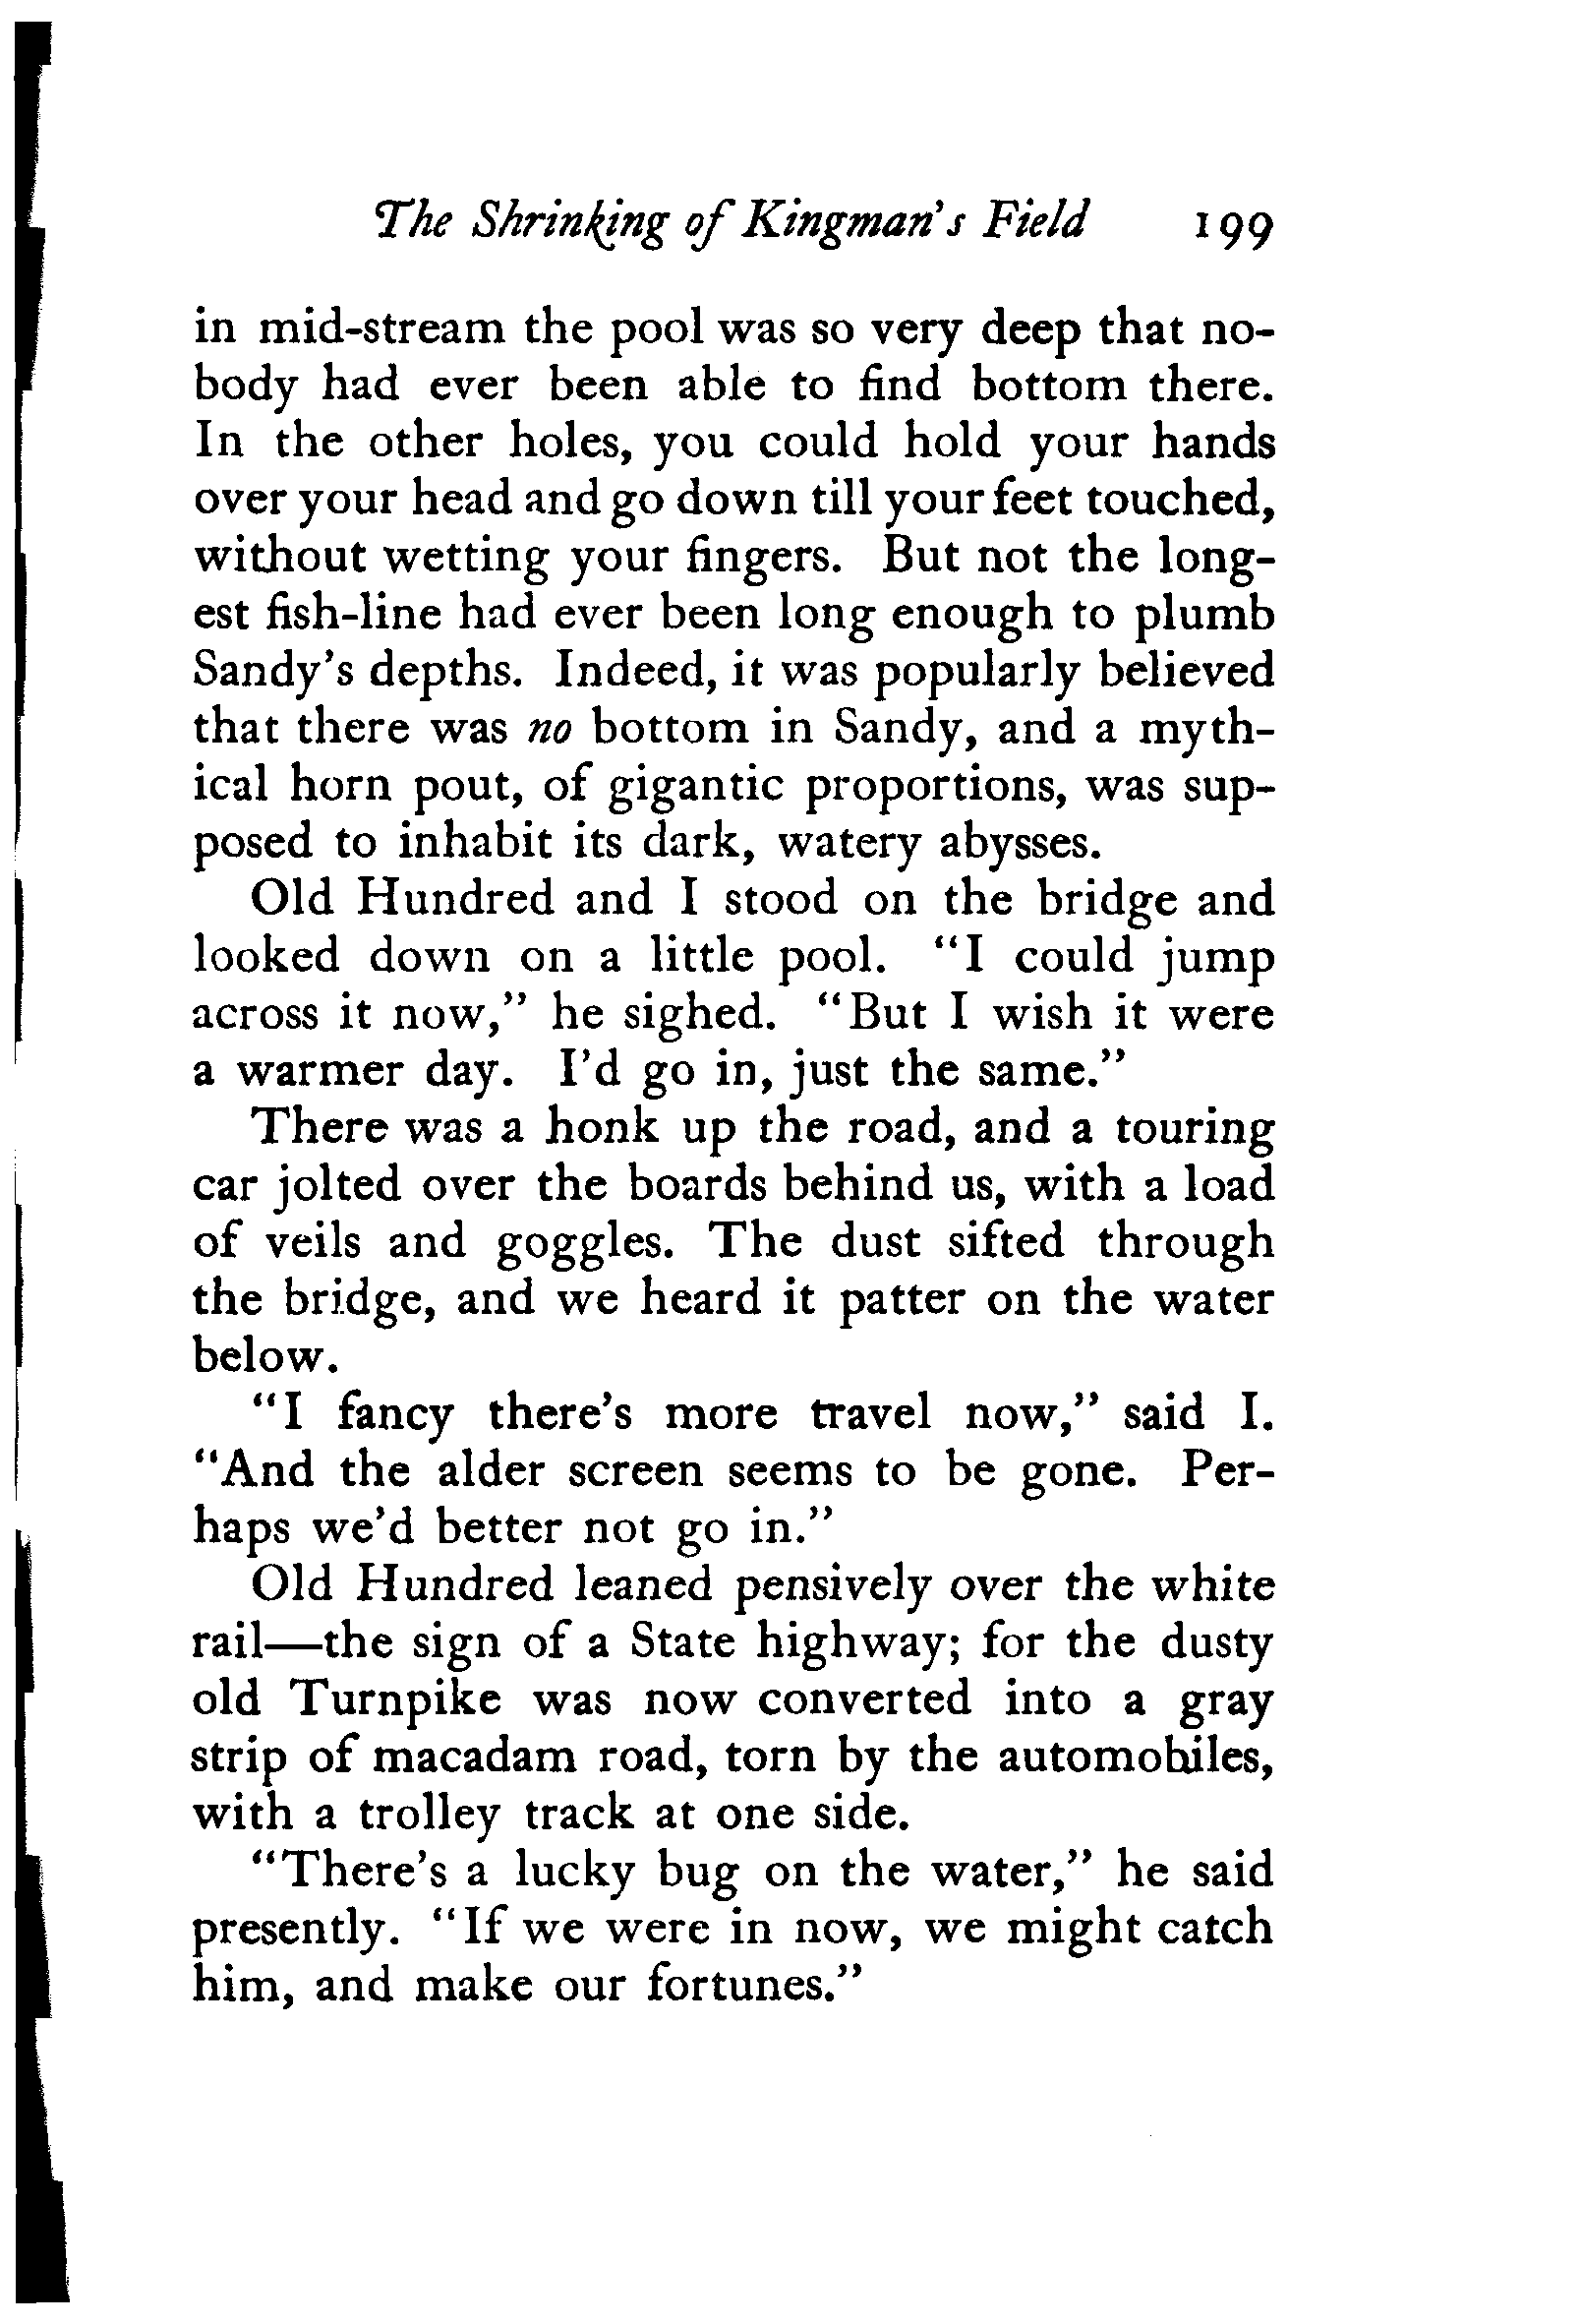 The Shrinking of Kingman's Field 199
in mid-stream the pool was so very deep that no-
body had ever been able to find bottom there.
In the other holes, you could hold your hands
over your head and go down till your feet touched,
without wetting your fingers. But not the long-
est fish-line had ever been long enough to plumb
Sandy's depths. Indeed, it was popularly believed
that there was no bottom in Sandy, and a myth-
ical horn pout, of gigantic proportions, was sup-
posed to inhabit its dark, watery abysses.
Old Hundred and I stood on the bridge and
looked down on a little pool. "I could jump
across it now," he sighed. "But I wish it were
a warmer day. I'd go in, just the same."
There was a honk up the road, and a touring
car jolted over the boards behind us, with a load
of veils and goggles. The dust sifted through
the bridge, and we heard it patter on the water
below.
"I fancy there's more travel now," said I.
"And the alder screen seems to be gone. Per-
haps we'd better not go in."
Old Hundred leaned pensively over the white
rail—the sign of a State highway; for the dusty
old Turnpike was now converted into a gray
strip of macadam road, torn by the automobiles,
with a trolley track at one side.
"There's a lucky bug on the water," he said
presently. "If we were in now, we might catch
him, and make our fortunes."